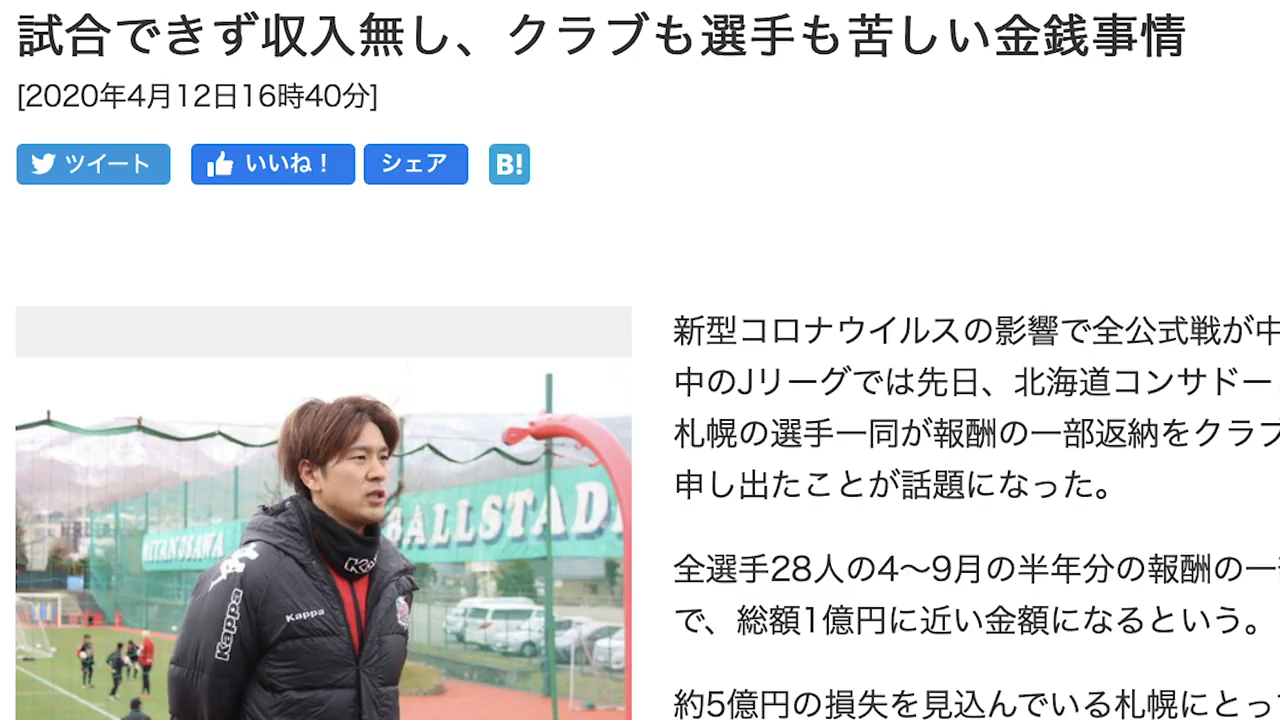 試合できず収入無し、クラブも選手も苦しい金銭事情
[2020年4月12日16時40分]
ツイート
いいね！
シェア
B!
新型コロナウイルスの影響で全公式戦が中
中のJリーグでは先日、北海道コンサドー
札幌の選手一同が報酬の一部返納をクラブ
申し出たことが話題になった。
全選手28人の4〜9月の半年分の報酬の一
で、総額1億円に近い金額になるという。
約5億円の損失を見込んでいる札幌にとっ
MIYANOSAWA
BALLSTAD
Kappa
Kappa